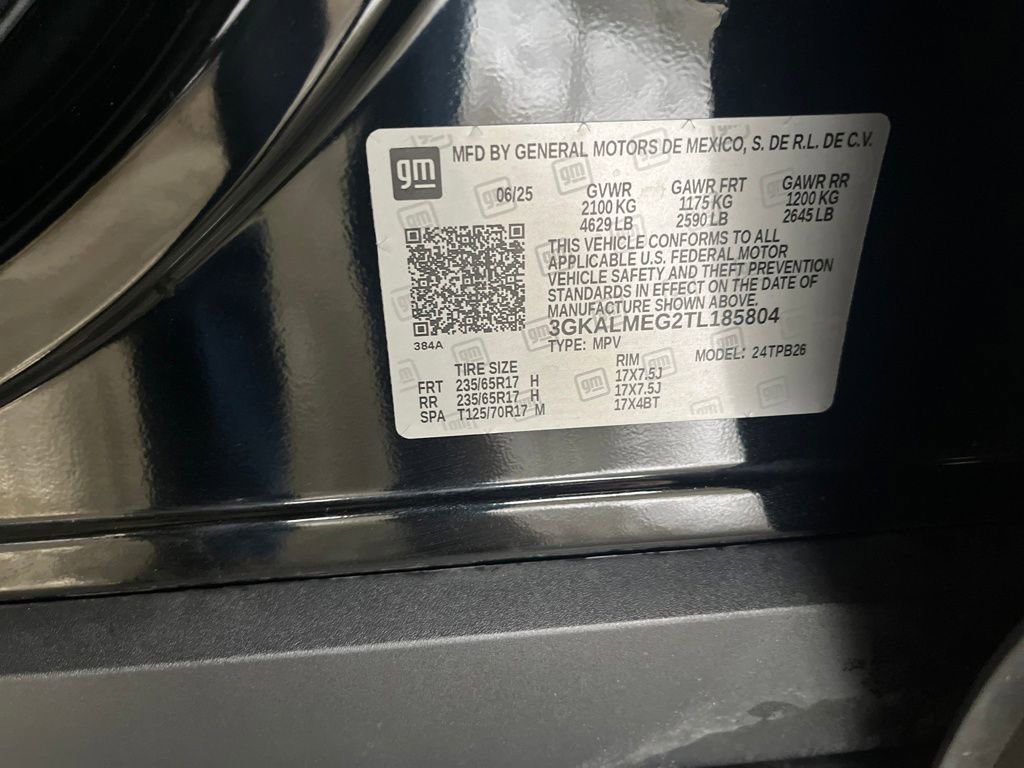 gm MFD BY GENERAL MOTORS DE MEXICO, S. DE R.L. DE C.V.
06/25 GVWR GAWR FRT GAWR RR
2100 KG 1175 KG 1200 KG
4629 LB 2590 LB 2645 LB
THIS VEHICLE CONFORMS TO ALL
APPLICABLE U.S. FEDERAL MOTOR
VEHICLE SAFETY AND THEFT PREVENTION
STANDARDS IN EFFECT ON THE DATE OF
MANUFACTURE SHOWN ABOVE.
3GKALMEG2TL185804
384A TYPE: MPV MODEL: 24TPB26
TIRE SIZE RIM
FRT 235/65R17 H 17X7.5J
RR 235/65R17 H 17X7.5J
SPA T125/70R17 M 17X4BT